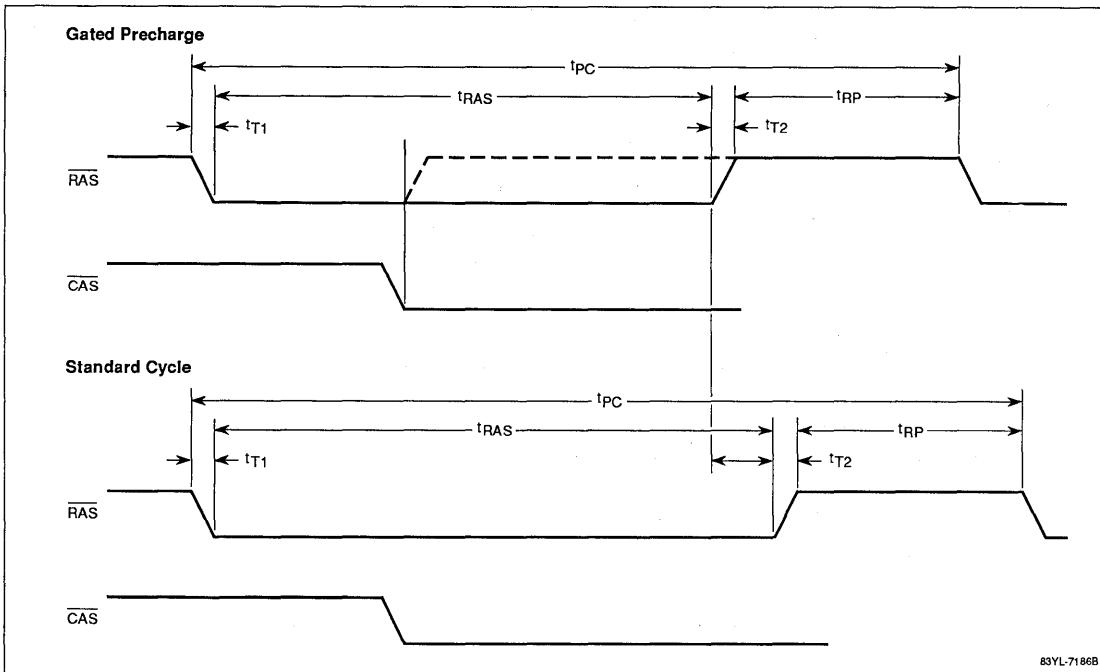 Gated Precharge
tPC
tRAS
tRP
tT1
tT2
RAS
CAS
Standard Cycle
tPC
tRAS
tRP
tT1
tT2
RAS
CAS
83YL-7186B